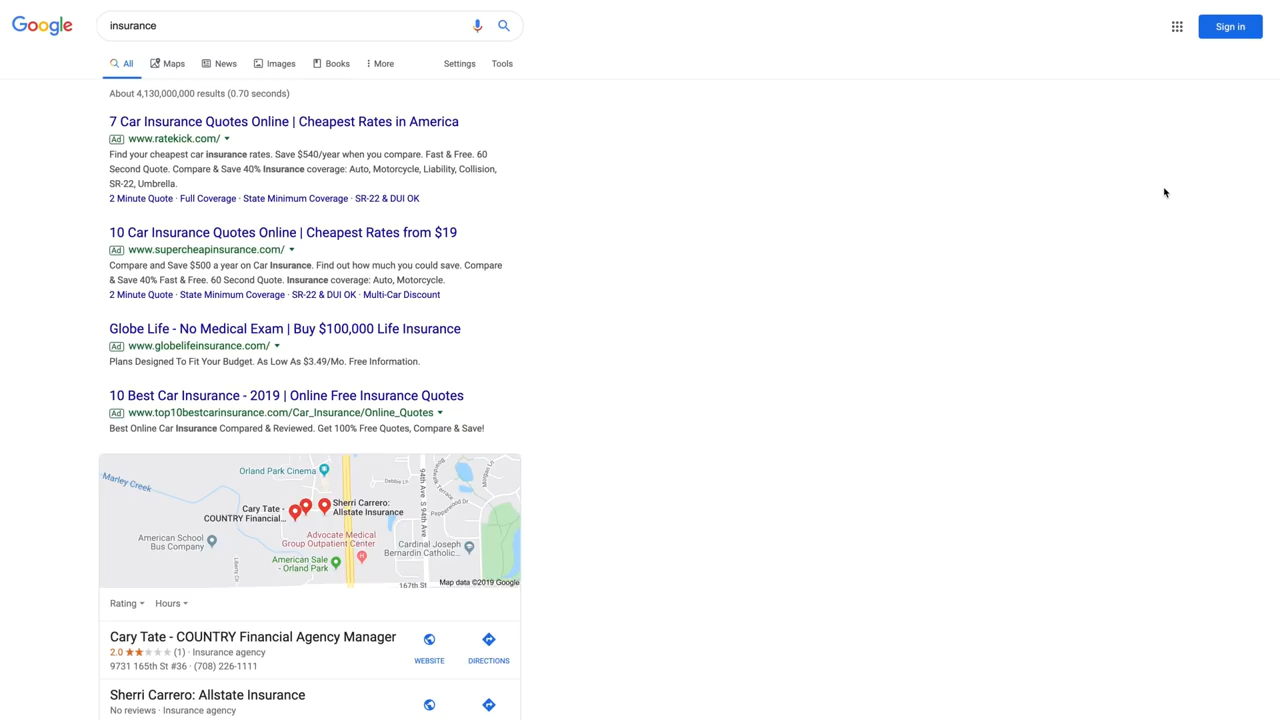 Google
insurance
Sign in
All Maps News Images Books More Settings Tools
About 4,130,000,000 results (0.70 seconds)
7 Car Insurance Quotes Online | Cheapest Rates in America
Ad www.ratekick.com/
Find your cheapest car insurance rates. Save $540/year when you compare. Fast & Free. 60
Second Quote. Compare & Save 40% Insurance coverage: Auto, Motorcycle, Liability, Collision,
SR-22, Umbrella.
2 Minute Quote · Full Coverage · State Minimum Coverage · SR-22 & DUI OK
10 Car Insurance Quotes Online | Cheapest Rates from $19
Ad www.supercheapinsurance.com/
Compare and Save $500 a year on Car Insurance. Find out how much you could save. Compare
& Save 40% Fast & Free. 60 Second Quote. Insurance coverage: Auto, Motorcycle.
2 Minute Quote · State Minimum Coverage · SR-22 & DUI OK · Multi-Car Discount
Globe Life - No Medical Exam | Buy $100,000 Life Insurance
Ad www.globelifeinsurance.com/
Plans Designed To Fit Your Budget. As Low As $3.49/Mo. Free Information.
10 Best Car Insurance - 2019 | Online Free Insurance Quotes
Ad www.top10bestcarinsurance.com/Car_Insurance/Online_Quotes
Best Online Car Insurance Compared & Reviewed. Get 100% Free Quotes, Compare & Save!
Orland Park Cinema
Marley Creek
Debbie Ln
94th Ave
S 94th Ave
Pepperwood Dr
Cary Tate -
COUNTRY Financial...
Sherri Carrero:
Allstate Insurance
American School
Bus Company
Advocate Medical
Group Outpatient Center
Cardinal Joseph
Bernardin Catholic...
American Sale
- Orland Park
Liberty Cir
167th St
Map data ©2019 Google
Rating Hours
Cary Tate - COUNTRY Financial Agency Manager
2.0 (1) · Insurance agency
9731 165th St #36 · (708) 226-1111
WEBSITE DIRECTIONS
Sherri Carrero: Allstate Insurance
No reviews · Insurance agency